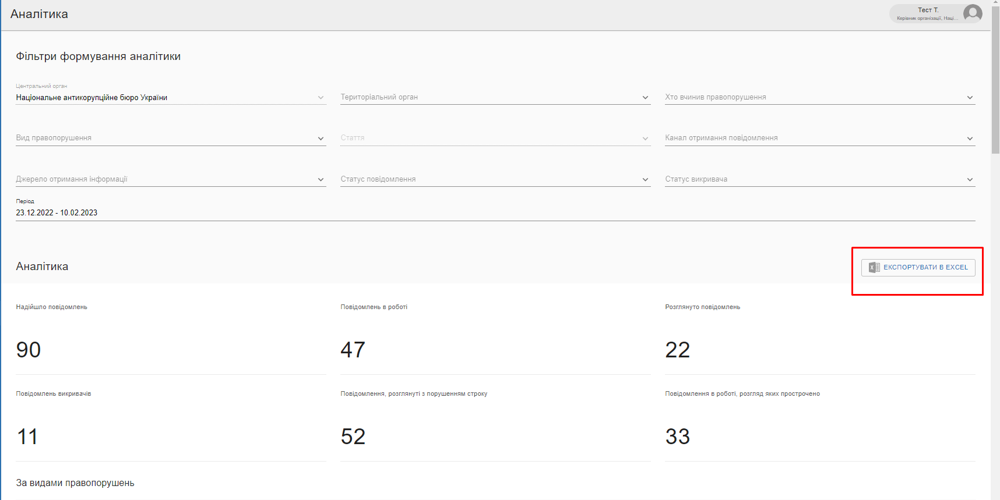 Аналітика
Тест Т.
Керівник організації, Наці...
Фільтри формування аналітики
Центральний орган
Національне антикорупційне бюро України
Територіальний орган
Хто вчинив правопорушення
Вид правопорушення
Стаття
Канал отримання повідомлення
Джерело отримання інформації
Статус повідомлення
Статус викривача
Період
23.12.2022 - 10.02.2023
Аналітика
ЕКСПОРТУВАТИ В EXCEL
Надійшло повідомлень
Повідомлень в роботі
Розглянуто повідомлень
90
47
22
Повідомлень викривачів
Повідомлення, розглянуті з порушенням строку
Повідомлення в роботі, розгляд яких прострочено
11
52
33
За видами правопорушень